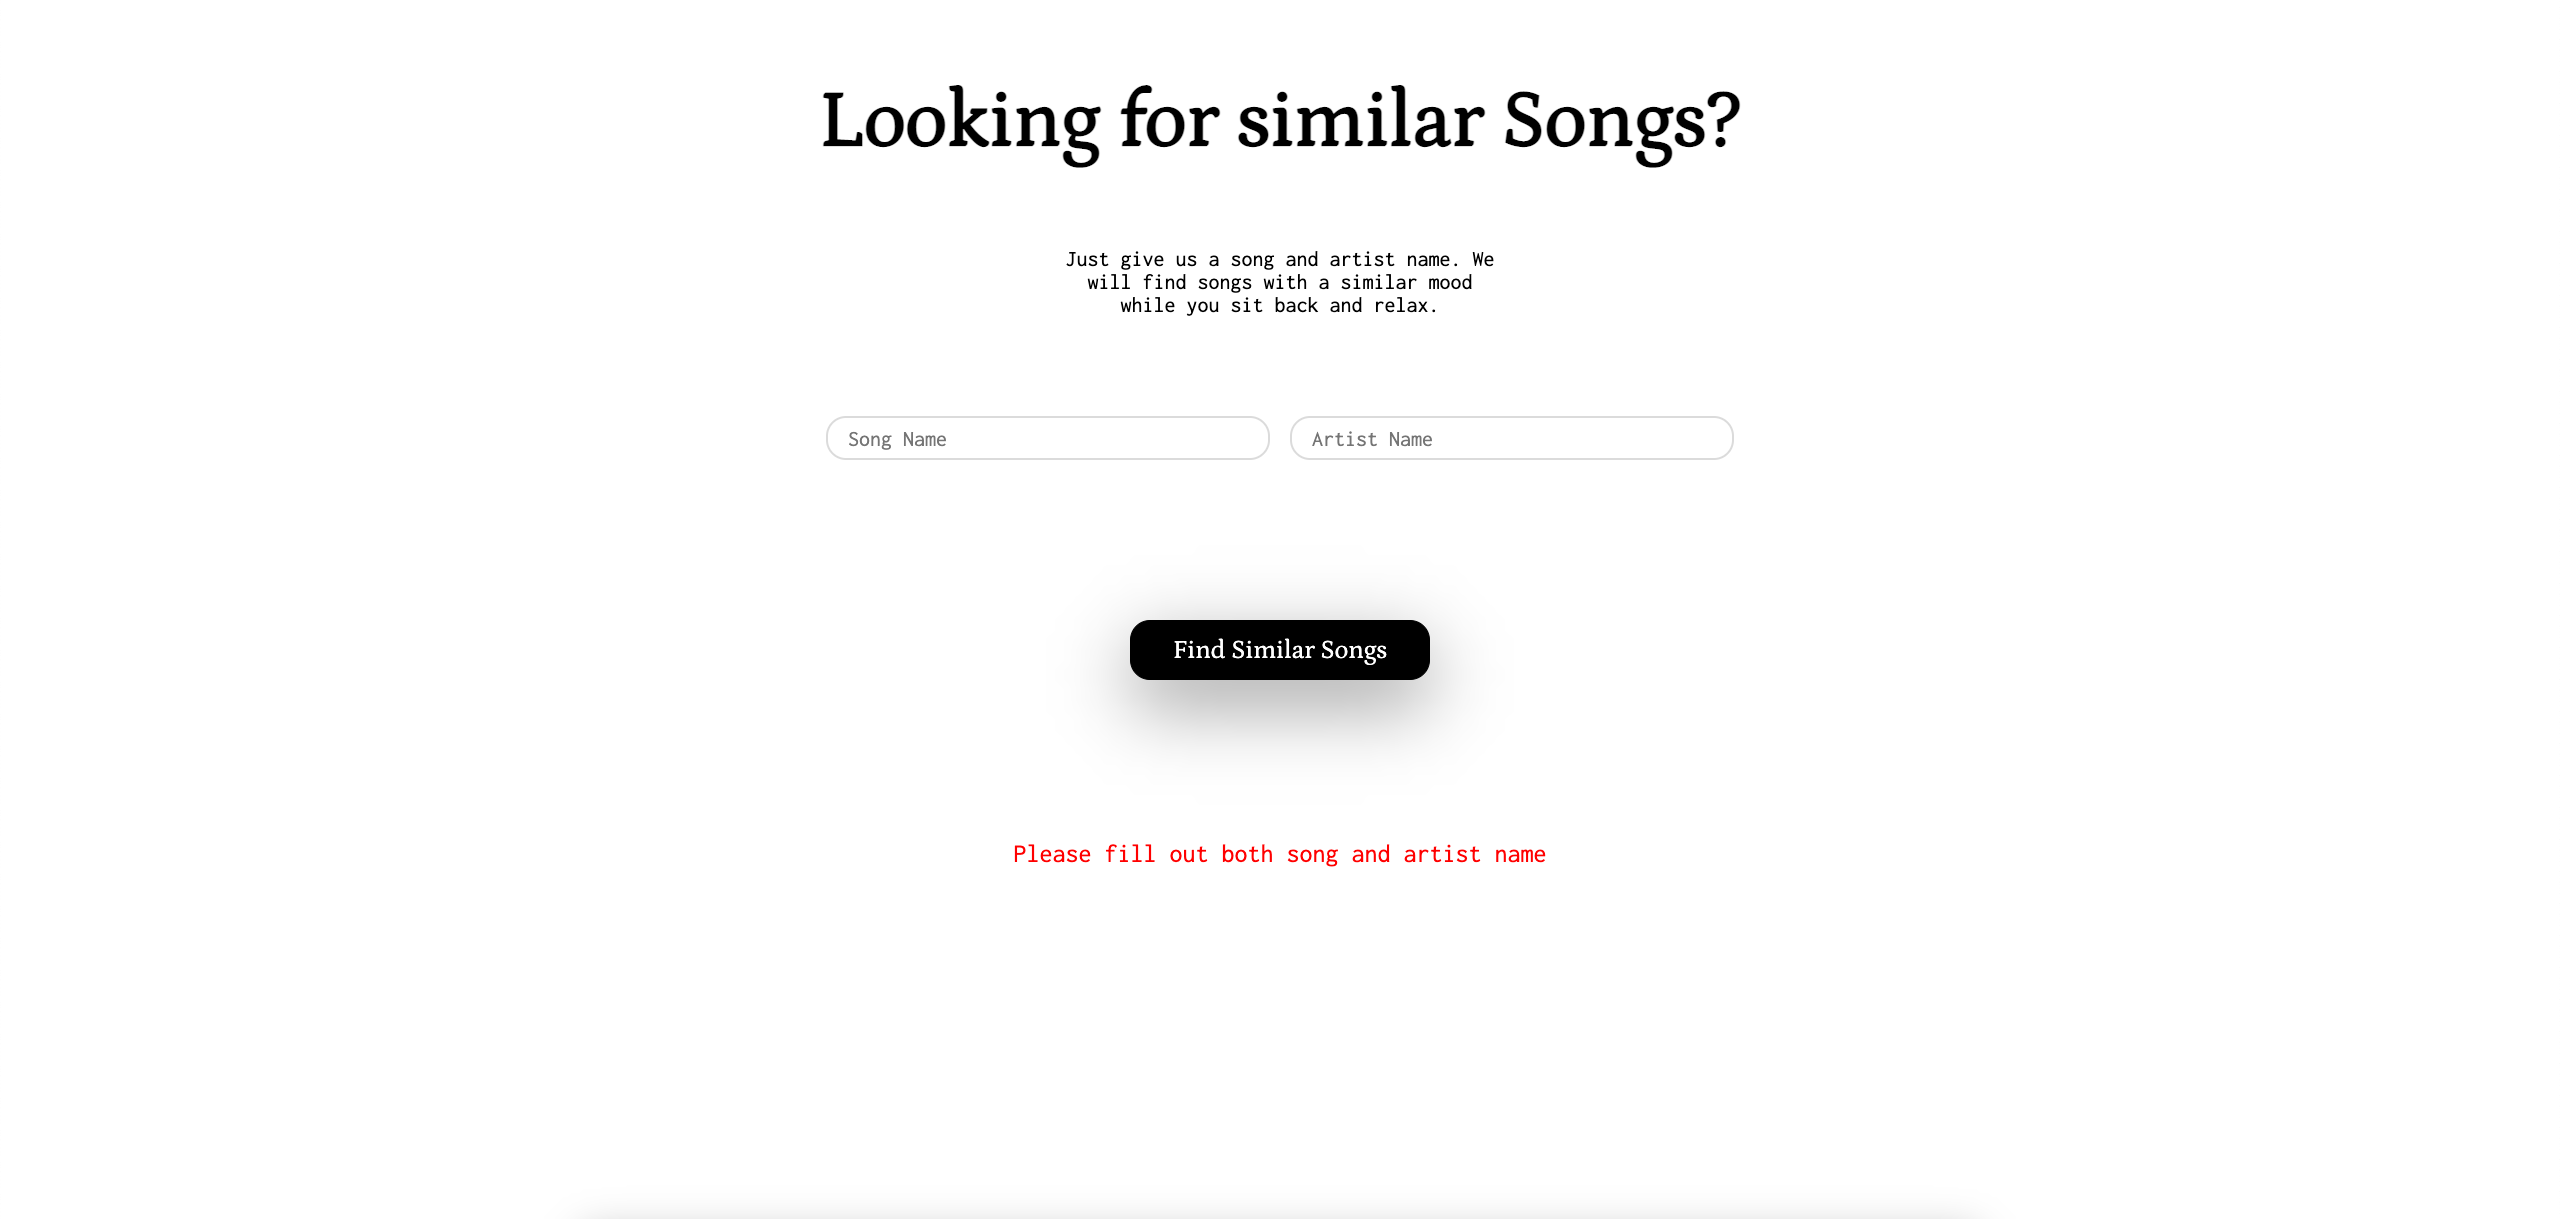 Looking for similar Songs?
Just give us a song and artist name. We
will find songs with a similar mood
while you sit back and relax.
Song Name
Artist Name
Find Similar Songs
Please fill out both song and artist name